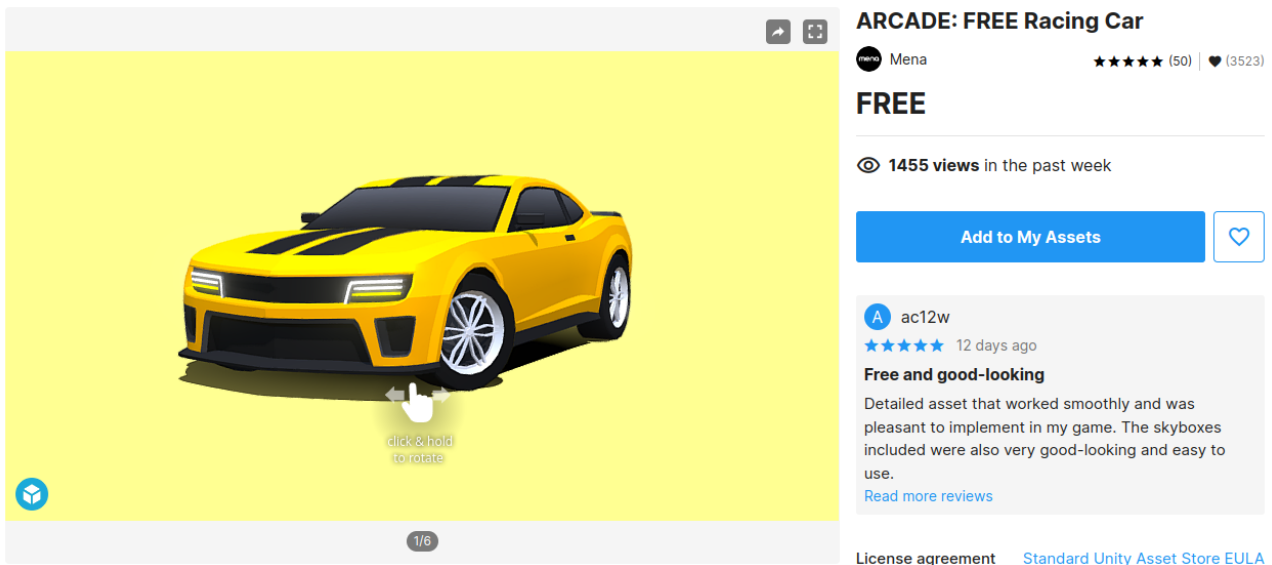 ARCADE: FREE Racing Car
mena
Mena
(50)
(3523)
FREE
1455 views in the past week
Add to My Assets
A
ac12w
12 days ago
Free and good-looking
Detailed asset that worked smoothly and was
pleasant to implement in my game. The skyboxes
included were also very good-looking and easy to
use.
Read more reviews
License agreement
Standard Unity Asset Store EULA
click & hold
to rotate
1/6